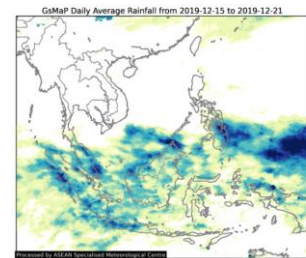 GsMaP Daily Average Rainfall from 2019-12-15 to 2019-12-21
Processed by ASEAN Specialised Meteorological Centre